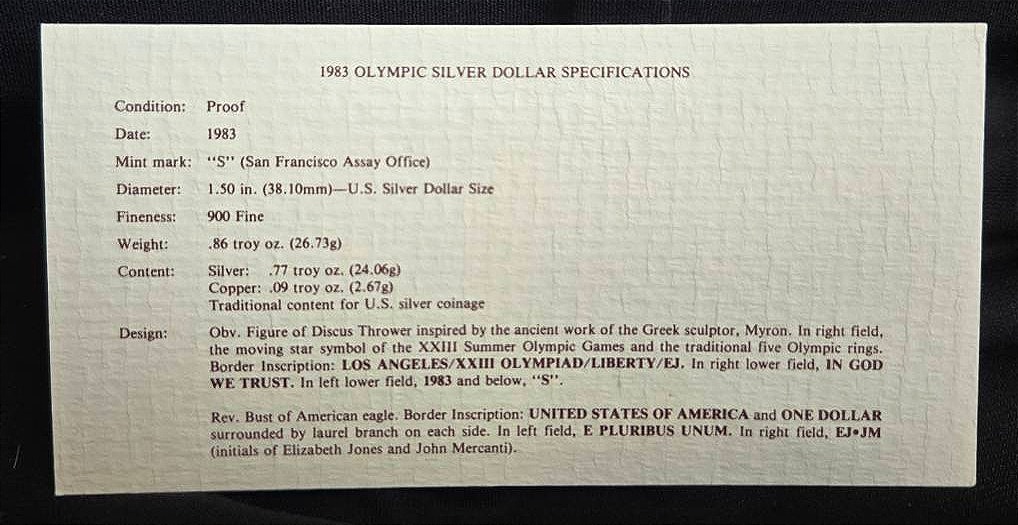 1983 OLYMPIC SILVER DOLLAR SPECIFICATIONS
Condition: Proof
Date: 1983
Mint mark: "S" (San Francisco Assay Office)
Diameter: 1.50 in. (38.10mm)—U.S. Silver Dollar Size
Fineness: 900 Fine
Weight: .86 troy oz. (26.73g)
Content: Silver: .77 troy oz. (24.06g)
Copper: .09 troy oz. (2.67g)
Traditional content for U.S. silver coinage
Design: Obv. Figure of Discus Thrower inspired by the ancient work of the Greek sculptor, Myron. In right field,
the moving star symbol of the XXIII Summer Olympic Games and the traditional five Olympic rings.
Border Inscription: LOS ANGELES/XXIII OLYMPIAD/LIBERTY/EJ. In right lower field, IN GOD
WE TRUST. In left lower field, 1983 and below, "S".
Rev. Bust of American eagle. Border Inscription: UNITED STATES OF AMERICA and ONE DOLLAR
surrounded by laurel branch on each side. In left field, E PLURIBUS UNUM. In right field, EJ•JM
(initials of Elizabeth Jones and John Mercanti).